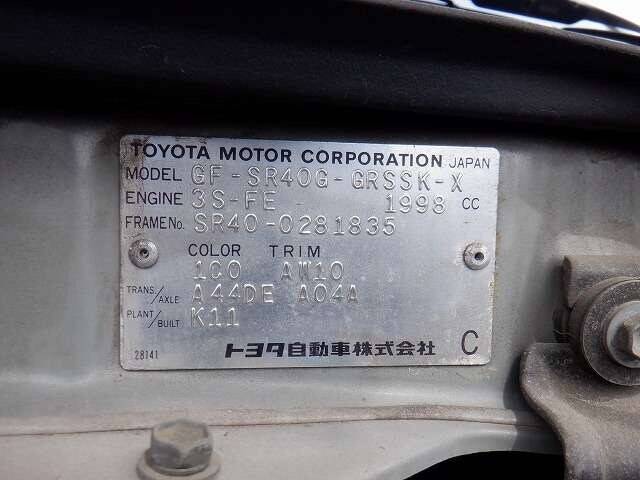 TOYOTA MOTOR CORPORATION JAPAN
MODEL GF-SR40G-GRSSK-X
ENGINE 3S-FE 1998 CC
FRAME No. SR40-0281835
COLOR TRIM
1C0 AW10
TRANS./AXLE A44DE A04A
PLANT/BUILT K11
28141 トヨタ自動車株式会社 C